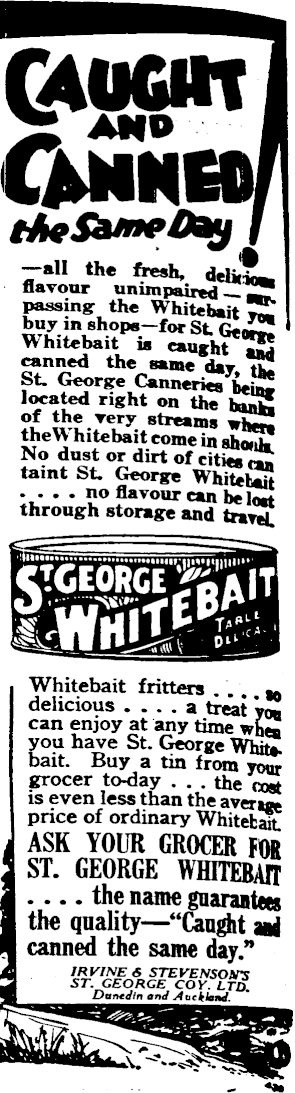 CAUGHT
AND
CANNED!
the Same Day
—all the fresh, delicious
flavour unimpaired — sur-
passing the Whitebait you
buy in shops—for St. George
Whitebait is caught and
canned the same day, the
St. George Canneries being
located right on the banks
of the very streams where
the Whitebait come in shoals.
No dust or dirt of cities can
taint St. George Whitebait
. . . . no flavour can be lost
through storage and travel.
ST. GEORGE
WHITEBAIT
TABLE
Whitebait fritters . . . . so
delicious . . . . a treat you
can enjoy at any time when
you have St. George White-
bait. Buy a tin from your
grocer to-day . . . the cost
is even less than the average
price of ordinary Whitebait.
ASK YOUR GROCER FOR
ST. GEORGE WHITEBAIT
. . . . the name guarantees
the quality—“Caught and
canned the same day.”
IRVINE & STEVENSON'S
ST. GEORGE COY. LTD.
Dunedin and Auckland.